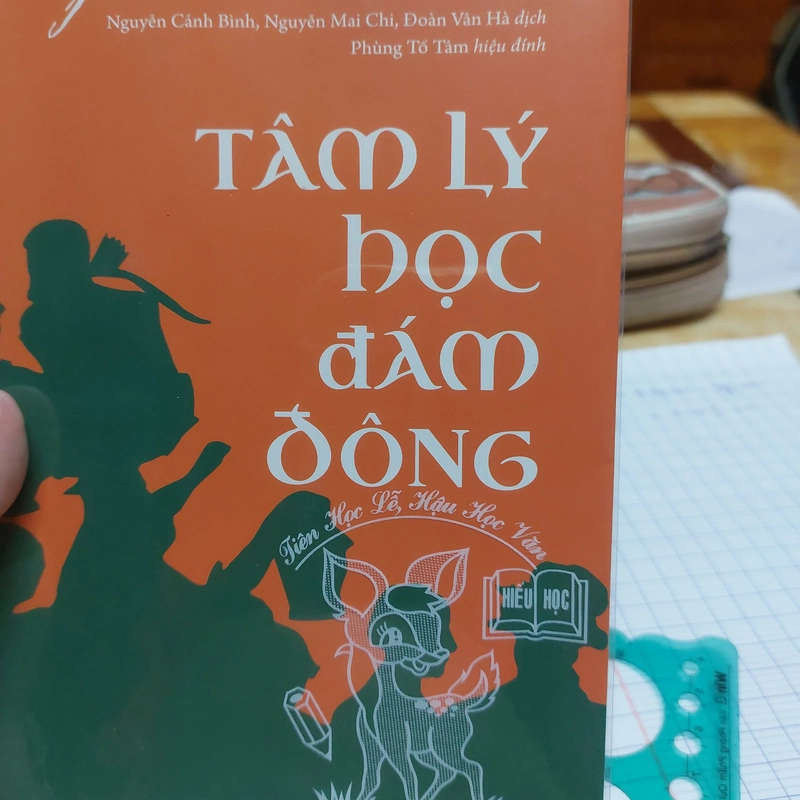 Nguyễn Cảnh Bình, Nguyễn Mai Chi, Đoàn Văn Hà dịch
Phùng Tố Tâm hiệu đính
TÂM LÝ
HỌC
ĐÁM
ĐÔNG
Tiên Học Lễ, Hậu Học Văn
HIẾU HỌC